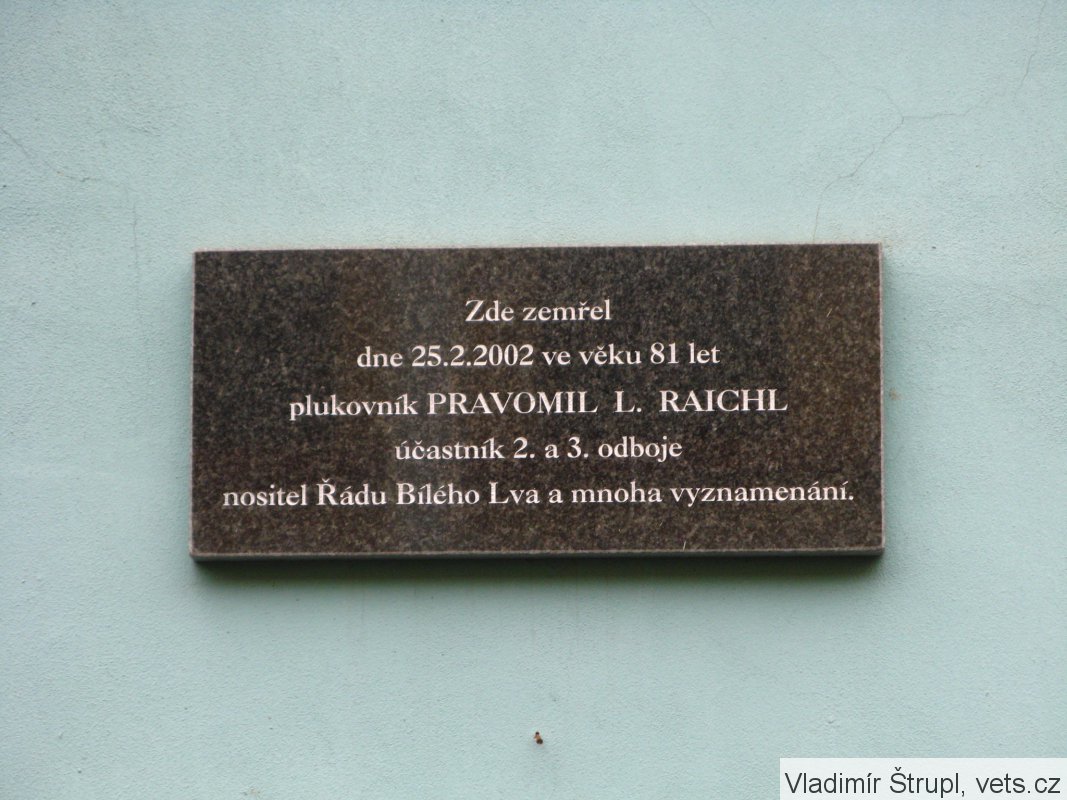 Zde zemřel
dne 25.2.2002 ve věku 81 let
plukovník PRAVOMIL L. RAICHL
účastník 2. a 3. odboje
nositel Řádu Bílého Lva a mnoha vyznamenání.
Vladimír Štrupl, vets.cz